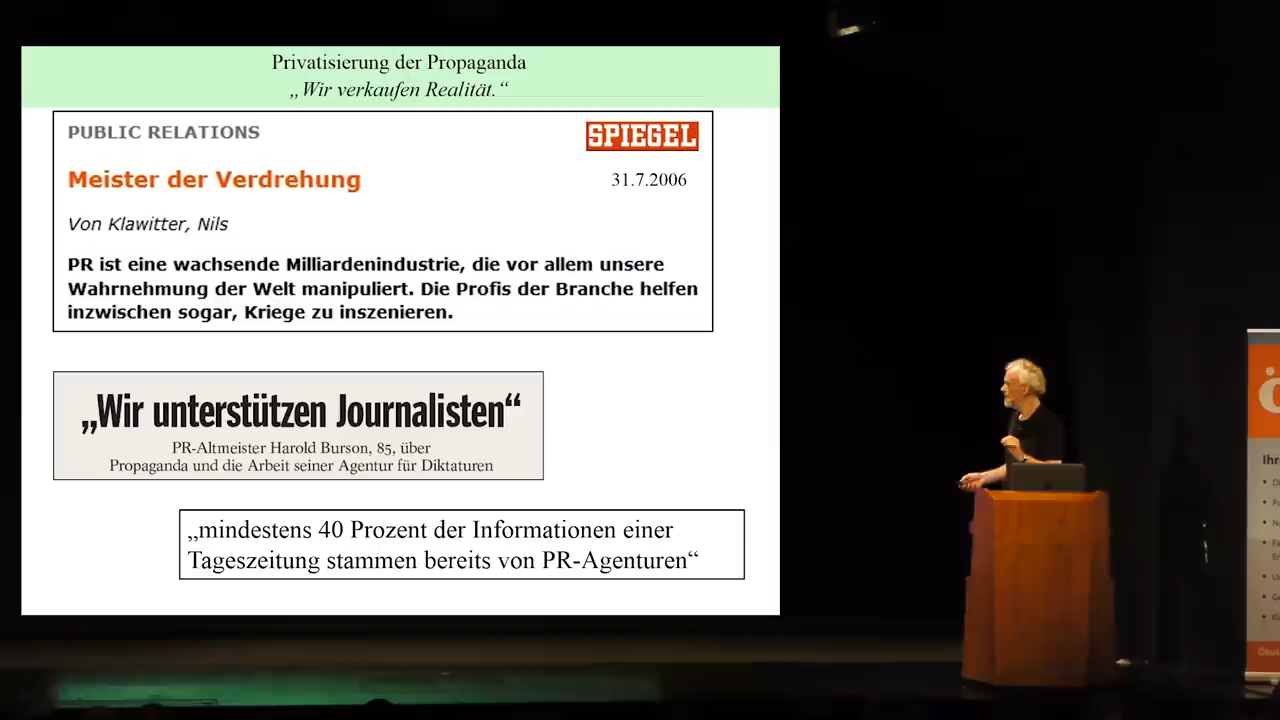 Privatisierung der Propaganda
„Wir verkaufen Realität.“
PUBLIC RELATIONS
SPIEGEL
Meister der Verdrehung
31.7.2006
Von Klawitter, Nils
PR ist eine wachsende Milliardenindustrie, die vor allem unsere
Wahrnehmung der Welt manipuliert. Die Profis der Branche helfen
inzwischen sogar, Kriege zu inszenieren.
„Wir unterstützen Journalisten“
PR-Altmeister Harold Burson, 85, über
Propaganda und die Arbeit seiner Agentur für Diktaturen
„mindestens 40 Prozent der Informationen einer
Tageszeitung stammen bereits von PR-Agenturen“
Ö
Ihr